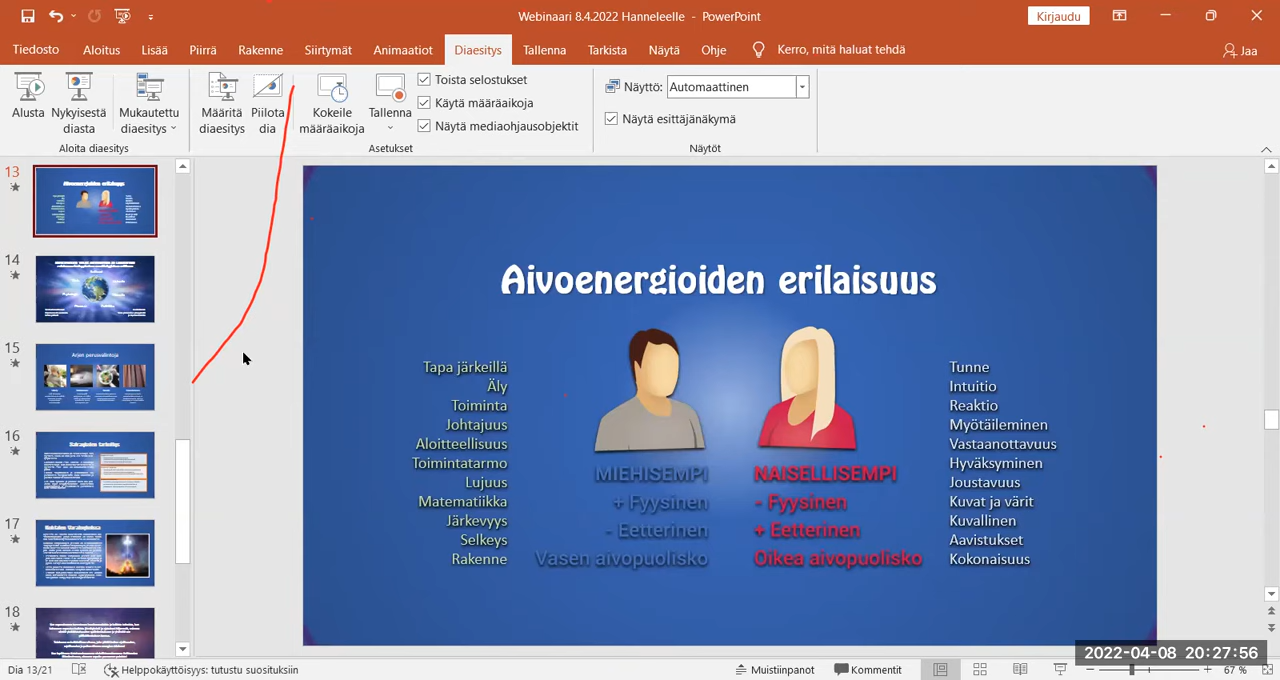 Webinaari 8.4.2022 Hanneleelle - PowerPoint
Kirjaudu
Tiedosto Aloitus Lisää Piirrä Rakenne Siirtymät Animaatiot Diaesitys Tallenna Tarkista Näytä Ohje Kerro, mitä haluat tehdä Jaa
Alusta
Nykyisestä diasta
Mukautettu diaesitys
Aloita diaesitys
Määritä diaesitys
Piilota dia
Kokeile määräaikoja
Tallenna
Toista selostukset
Käytä määräaikoja
Näytä mediaohjausobjektit
Asetukset
Näyttö: Automaattinen
Näytä esittäjänäkymä
Näytöt
13
Aivoenergioiden erilaisuus
14
15
Arjen perusvalintoja
16
17
18
Aivoenergioiden erilaisuus
Tapa järkeillä
Äly
Toiminta
Johtajuus
Aloitteellisuus
Toimintatarmo
Lujuus
Matematiikka
Järkevyys
Selkeys
Rakenne
MIEHISEMPI
+ Fyysinen
- Eetterinen
Vasen aivopuolisko
NAISELLISEMPI
- Fyysinen
+ Eetterinen
Oikea aivopuolisko
Tunne
Intuitio
Reaktio
Myötäileminen
Vastaanottavuus
Hyväksyminen
Joustavuus
Kuvat ja värit
Kuvallinen
Aavistukset
Kokonaisuus
2022-04-08 20:27:56
Dia 13/21 Helppokäyttöisyys: tutustu suosituksiin Muistiinpanot Kommentit 67 %